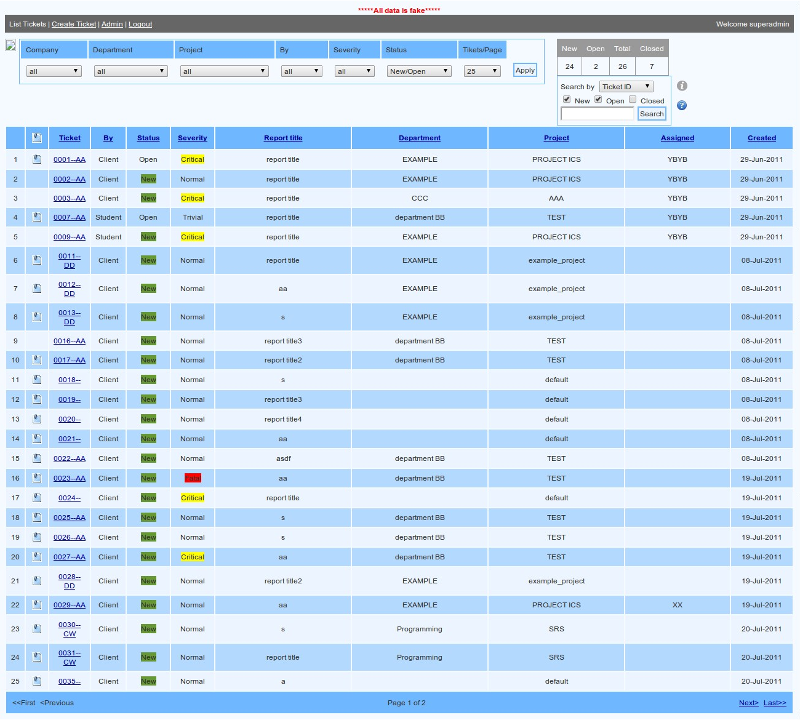 *****All data is fake*****
List Tickets | Create Ticket | Admin | Logout Welcome superadmin
Company Department Project By Severity Status Tikets/Page
all all all all all New/Open 25 Apply
New Open Total Closed
24 2 26 7
Search by Ticket ID
New Open Closed
Search
Ticket By Status Severity Report title Department Project Assigned Created
1 0001--AA Client Open Critical report title EXAMPLE PROJECT ICS YBYB 29-Jun-2011
2 0002--AA Client New Normal report title EXAMPLE PROJECT ICS YBYB 29-Jun-2011
3 0003--AA Client New Critical report title CCC AAA YBYB 29-Jun-2011
4 0007--AA Student Open Trivial report title department BB TEST YBYB 29-Jun-2011
5 0009--AA Student New Critical report title EXAMPLE PROJECT ICS YBYB 29-Jun-2011
6 0011--DD Client New Normal report title EXAMPLE example_project 08-Jul-2011
7 0012--DD Client New Normal aa EXAMPLE example_project 08-Jul-2011
8 0013--DD Client New Normal s EXAMPLE example_project 08-Jul-2011
9 0016--AA Client New Normal report title3 department BB TEST 08-Jul-2011
10 0017--AA Client New Normal report title2 department BB TEST 08-Jul-2011
11 0018-- Client New Normal s default 08-Jul-2011
12 0019-- Client New Normal report title3 default 08-Jul-2011
13 0020-- Client New Normal report title4 default 08-Jul-2011
14 0021-- Client New Normal aa default 08-Jul-2011
15 0022--AA Client New Normal asdf department BB TEST 08-Jul-2011
16 0023--AA Client New aa department BB TEST 19-Jul-2011
17 0024-- Client New Critical report title default 19-Jul-2011
18 0025--AA Client New Normal s department BB TEST 19-Jul-2011
19 0026--AA Client New Normal s department BB TEST 19-Jul-2011
20 0027--AA Client New Critical aa department BB TEST 19-Jul-2011
21 0028--DD Client New Normal report title2 EXAMPLE example_project 19-Jul-2011
22 0029--AA Client New Normal aa EXAMPLE PROJECT ICS XX 19-Jul-2011
23 0030--CW Client New Normal s Programming SRS 20-Jul-2011
24 0031--CW Client New Normal report title Programming SRS 20-Jul-2011
25 0035-- Client New Normal a default 20-Jul-2011
<<First <Previous Page 1 of 2 Next> Last>>